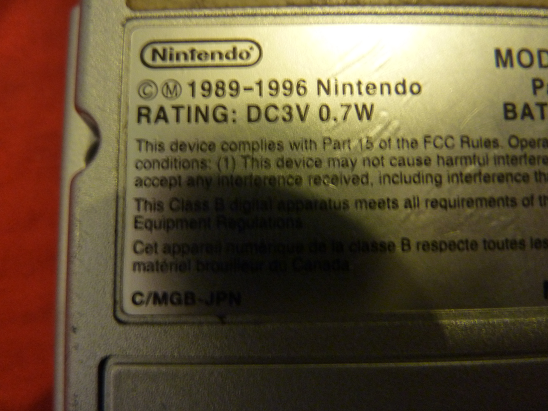 Nintendo®
©Ⓜ 1989-1996 Nintendo
RATING: DC3V 0.7W
MOD
P
BAT
This device complies with Part 15 of the FCC Rules. Opera
conditions: (1) This device may not cause harmful interfere
accept any interference received, including interference th
This Class B digital apparatus meets all requirements of th
Equipment Regulations.
Cet appareil numérique de la classe B respecte toutes les
matériel brouilleur du Canada.
C/MGB-JPN